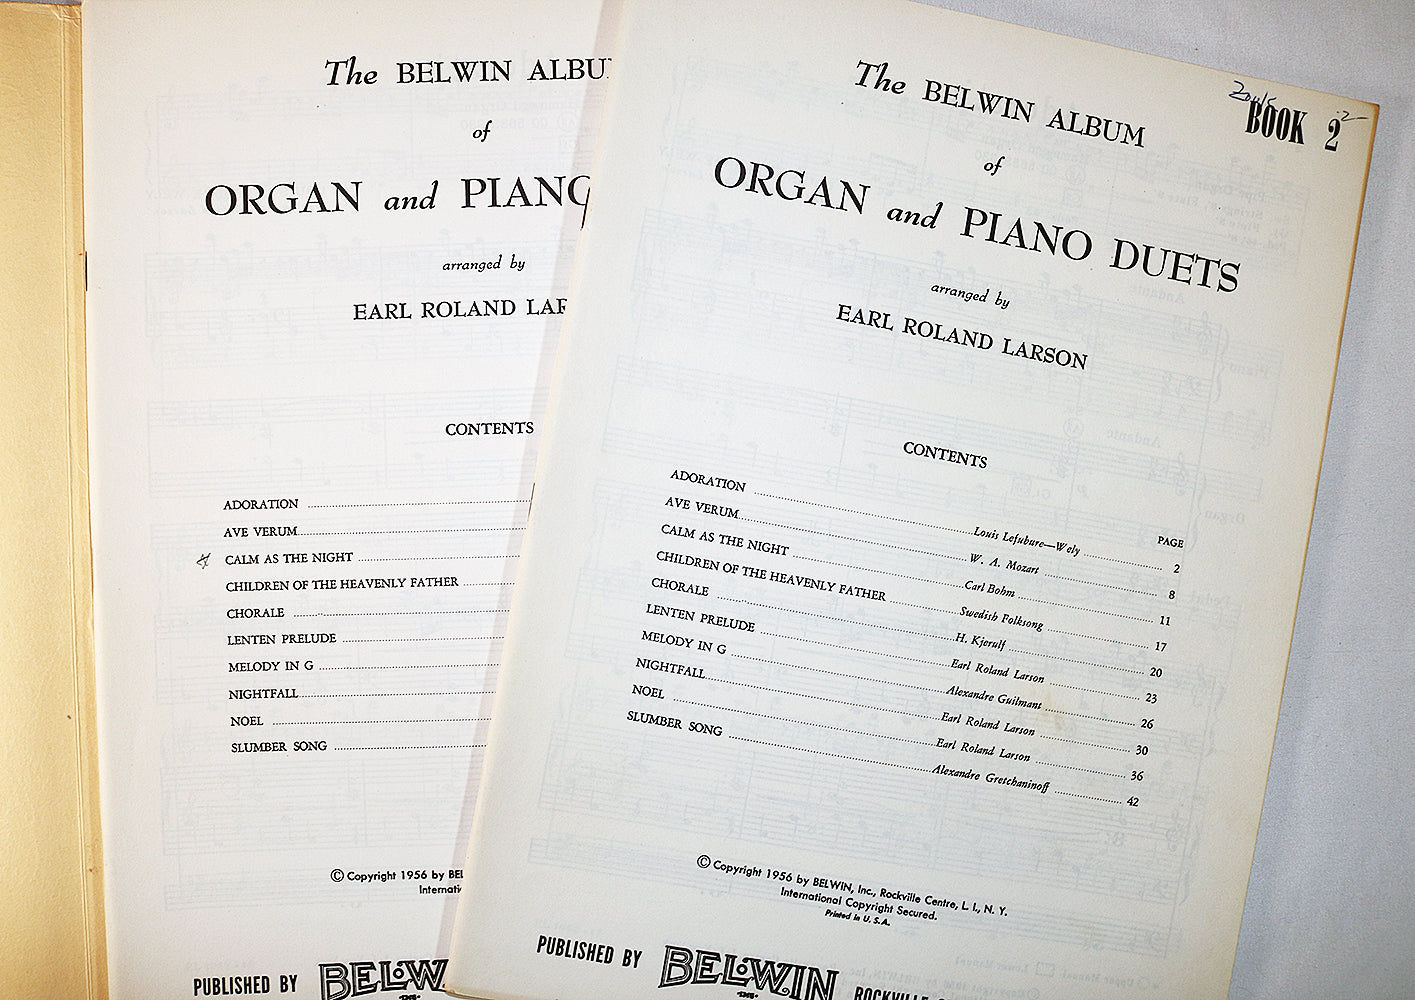 The BELWIN ALBU
of
ORGAN and PIANO
arranged by
EARL ROLAND LAR
CONTENTS
ADORATION
AVE VERUM
CALM AS THE NIGHT
CHILDREN OF THE HEAVENLY FATHER
CHORALE
LENTEN PRELUDE
MELODY IN G
NIGHTFALL
NOEL
SLUMBER SONG
© Copyright 1956 by
Internatio
PUBLISHED BY BELWIN
BOOK 2
The BELWIN ALBUM
of
ORGAN and PIANO DUETS
arranged by
EARL ROLAND LARSON
CONTENTS
PAGE
ADORATION Louis Lefubure—Wely 2
AVE VERUM W. A. Mozart 8
CALM AS THE NIGHT Carl Bohm 11
CHILDREN OF THE HEAVENLY FATHER Swedish Folksong 17
CHORALE H. Kjerulf 20
LENTEN PRELUDE Earl Roland Larson 23
MELODY IN G Alexandre Guilmant 26
NIGHTFALL Earl Roland Larson 30
NOEL Earl Roland Larson 36
SLUMBER SONG Alexandre Gretchaninoff 42
© Copyright 1956 by BELWIN, Inc., Rockville Centre, L. I., N. Y.
International Copyright Secured.
Printed in U. S. A.
PUBLISHED BY BELWIN ROCKVILLE